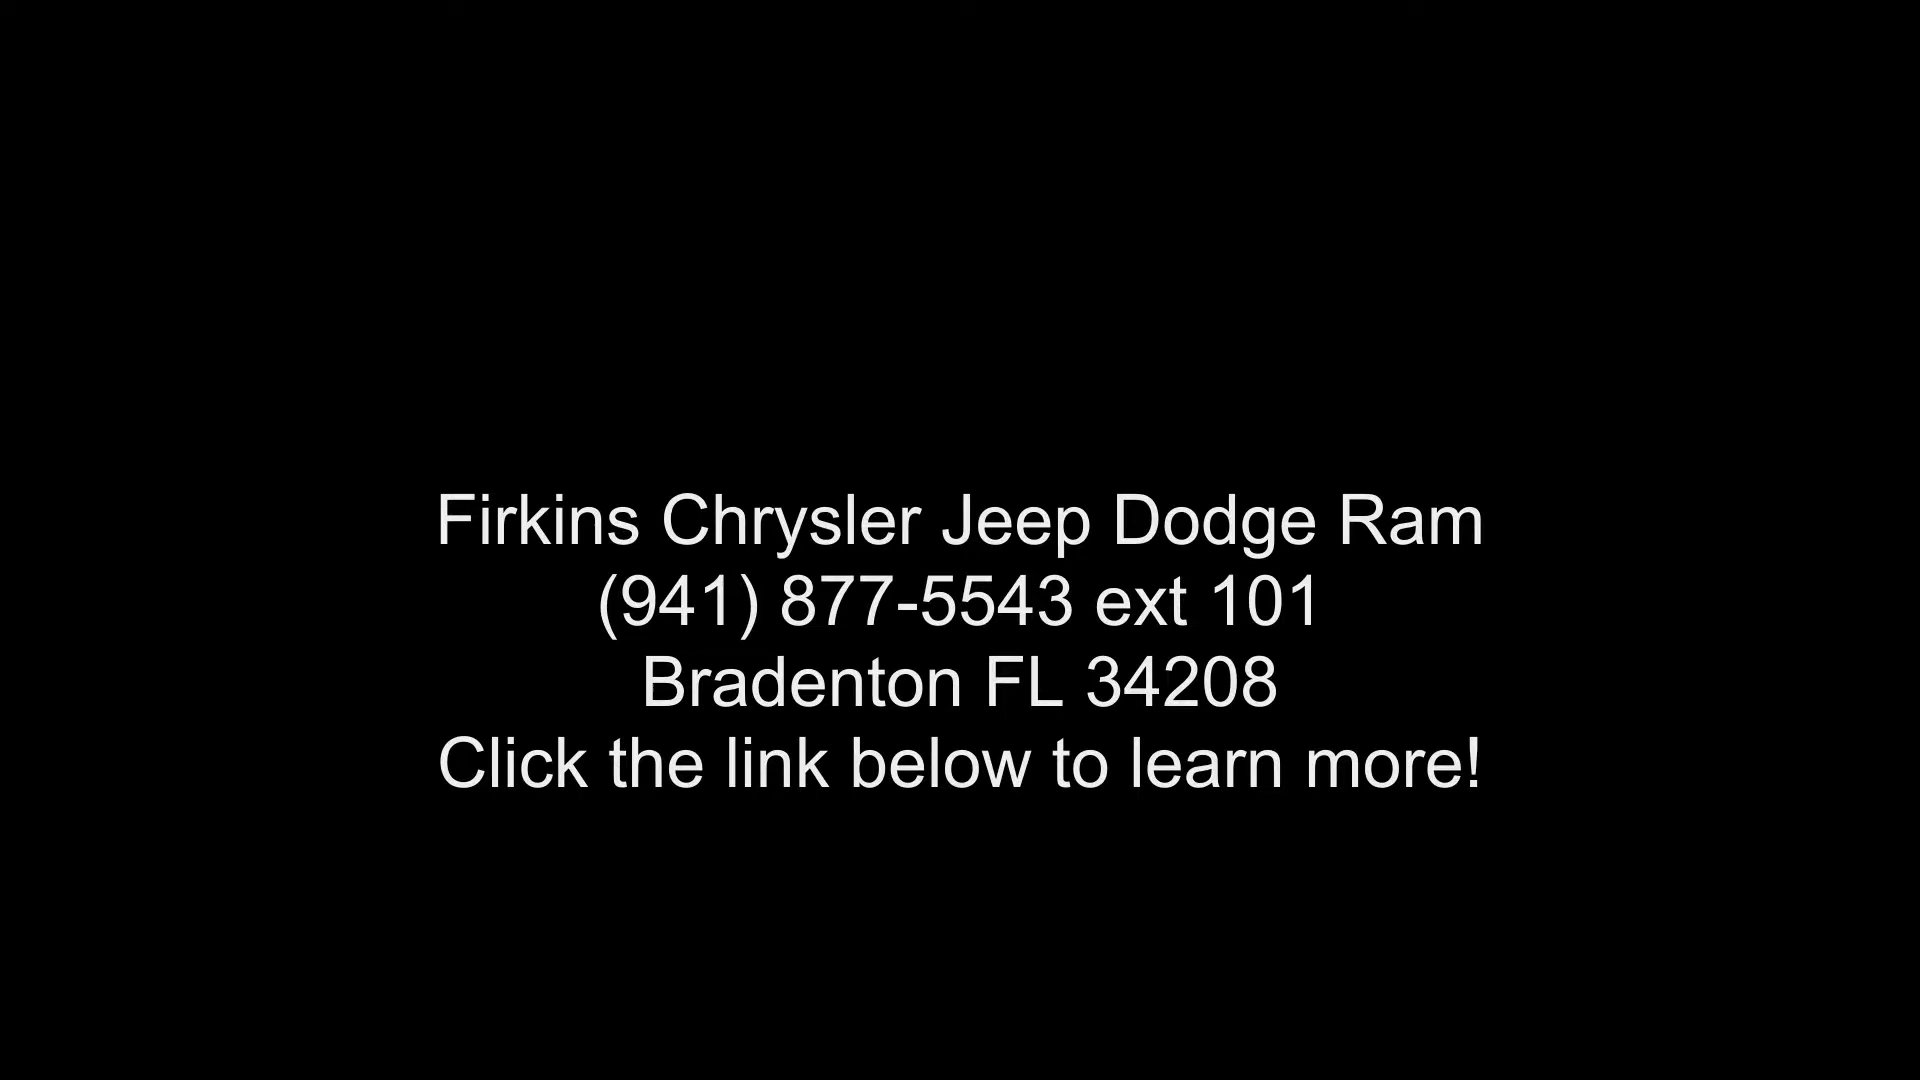 Firkins Chrysler Jeep Dodge Ram
(941) 877-5543 ext 101
Bradenton FL 34208
Click the link below to learn more!